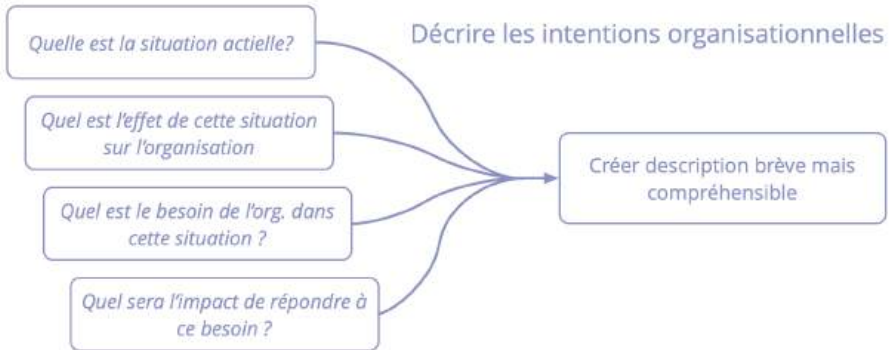 Décrire les intentions organisationnelles
Quelle est la situation actielle?
Quel est l'effet de cette situation
sur l'organisation
Quel est le besoin de l'org. dans
cette situation ?
Quel sera l'impact de répondre à
ce besoin ?
Créer description brève mais
compréhensible